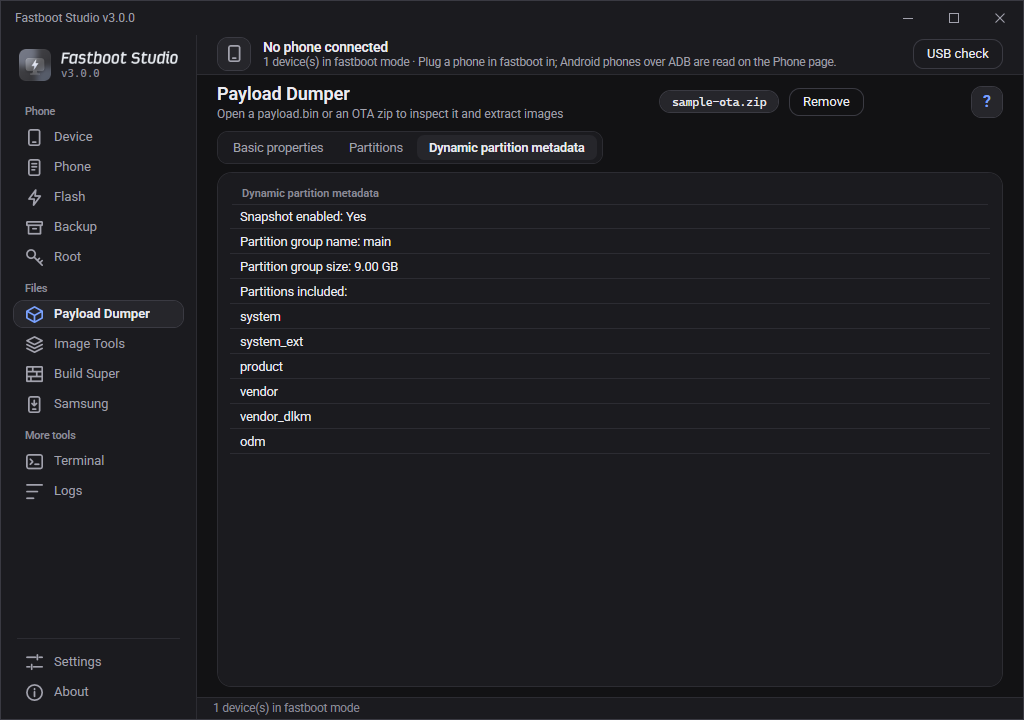 Fastboot Studio v3.0.0
Fastboot Studio
v3.0.0
Phone
Device
Phone
Flash
Backup
Root
Files
Payload Dumper
Image Tools
Build Super
Samsung
More tools
Terminal
Logs
Settings
About
No phone connected
1 device(s) in fastboot mode · Plug a phone in fastboot in; Android phones over ADB are read on the Phone page.
USB check
Payload Dumper
Open a payload.bin or an OTA zip to inspect it and extract images
sample-ota.zip
Remove
?
Basic properties
Partitions
Dynamic partition metadata
Dynamic partition metadata
Snapshot enabled: Yes
Partition group name: main
Partition group size: 9.00 GB
Partitions included:
system
system_ext
product
vendor
vendor_dlkm
odm
1 device(s) in fastboot mode